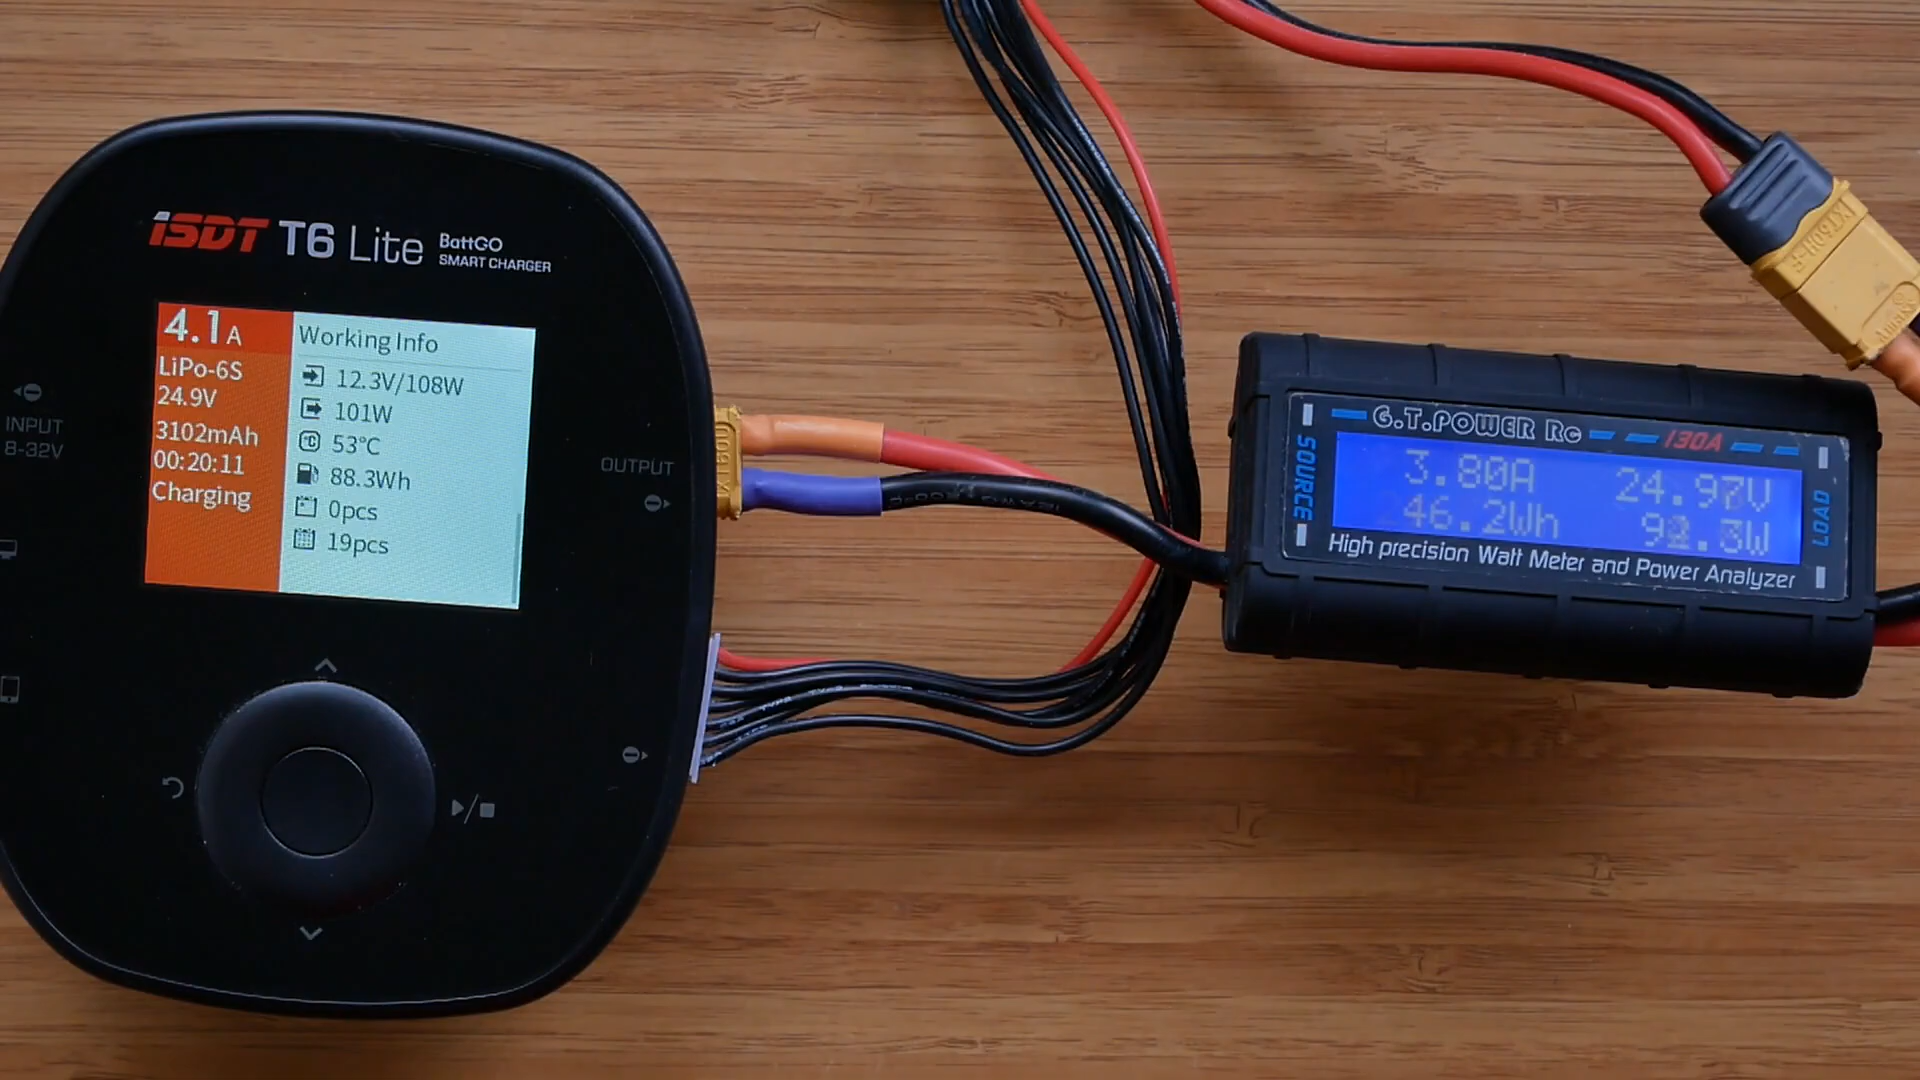 iSDT T6 Lite BattGO
SMART CHARGER
4.1A
LiPo-6S
24.9V
3102mAh
00:20:11
Charging
Working Info
12.3V/108W
101W
°C 53°C
88.3Wh
0pcs
19pcs
INPUT
8-32V
OUTPUT
XT60H
G.T.POWER RC 130A
SOURCE
3.80A 24.97V
46.2Wh
LOAD
High precision Watt Meter and Power Analyzer